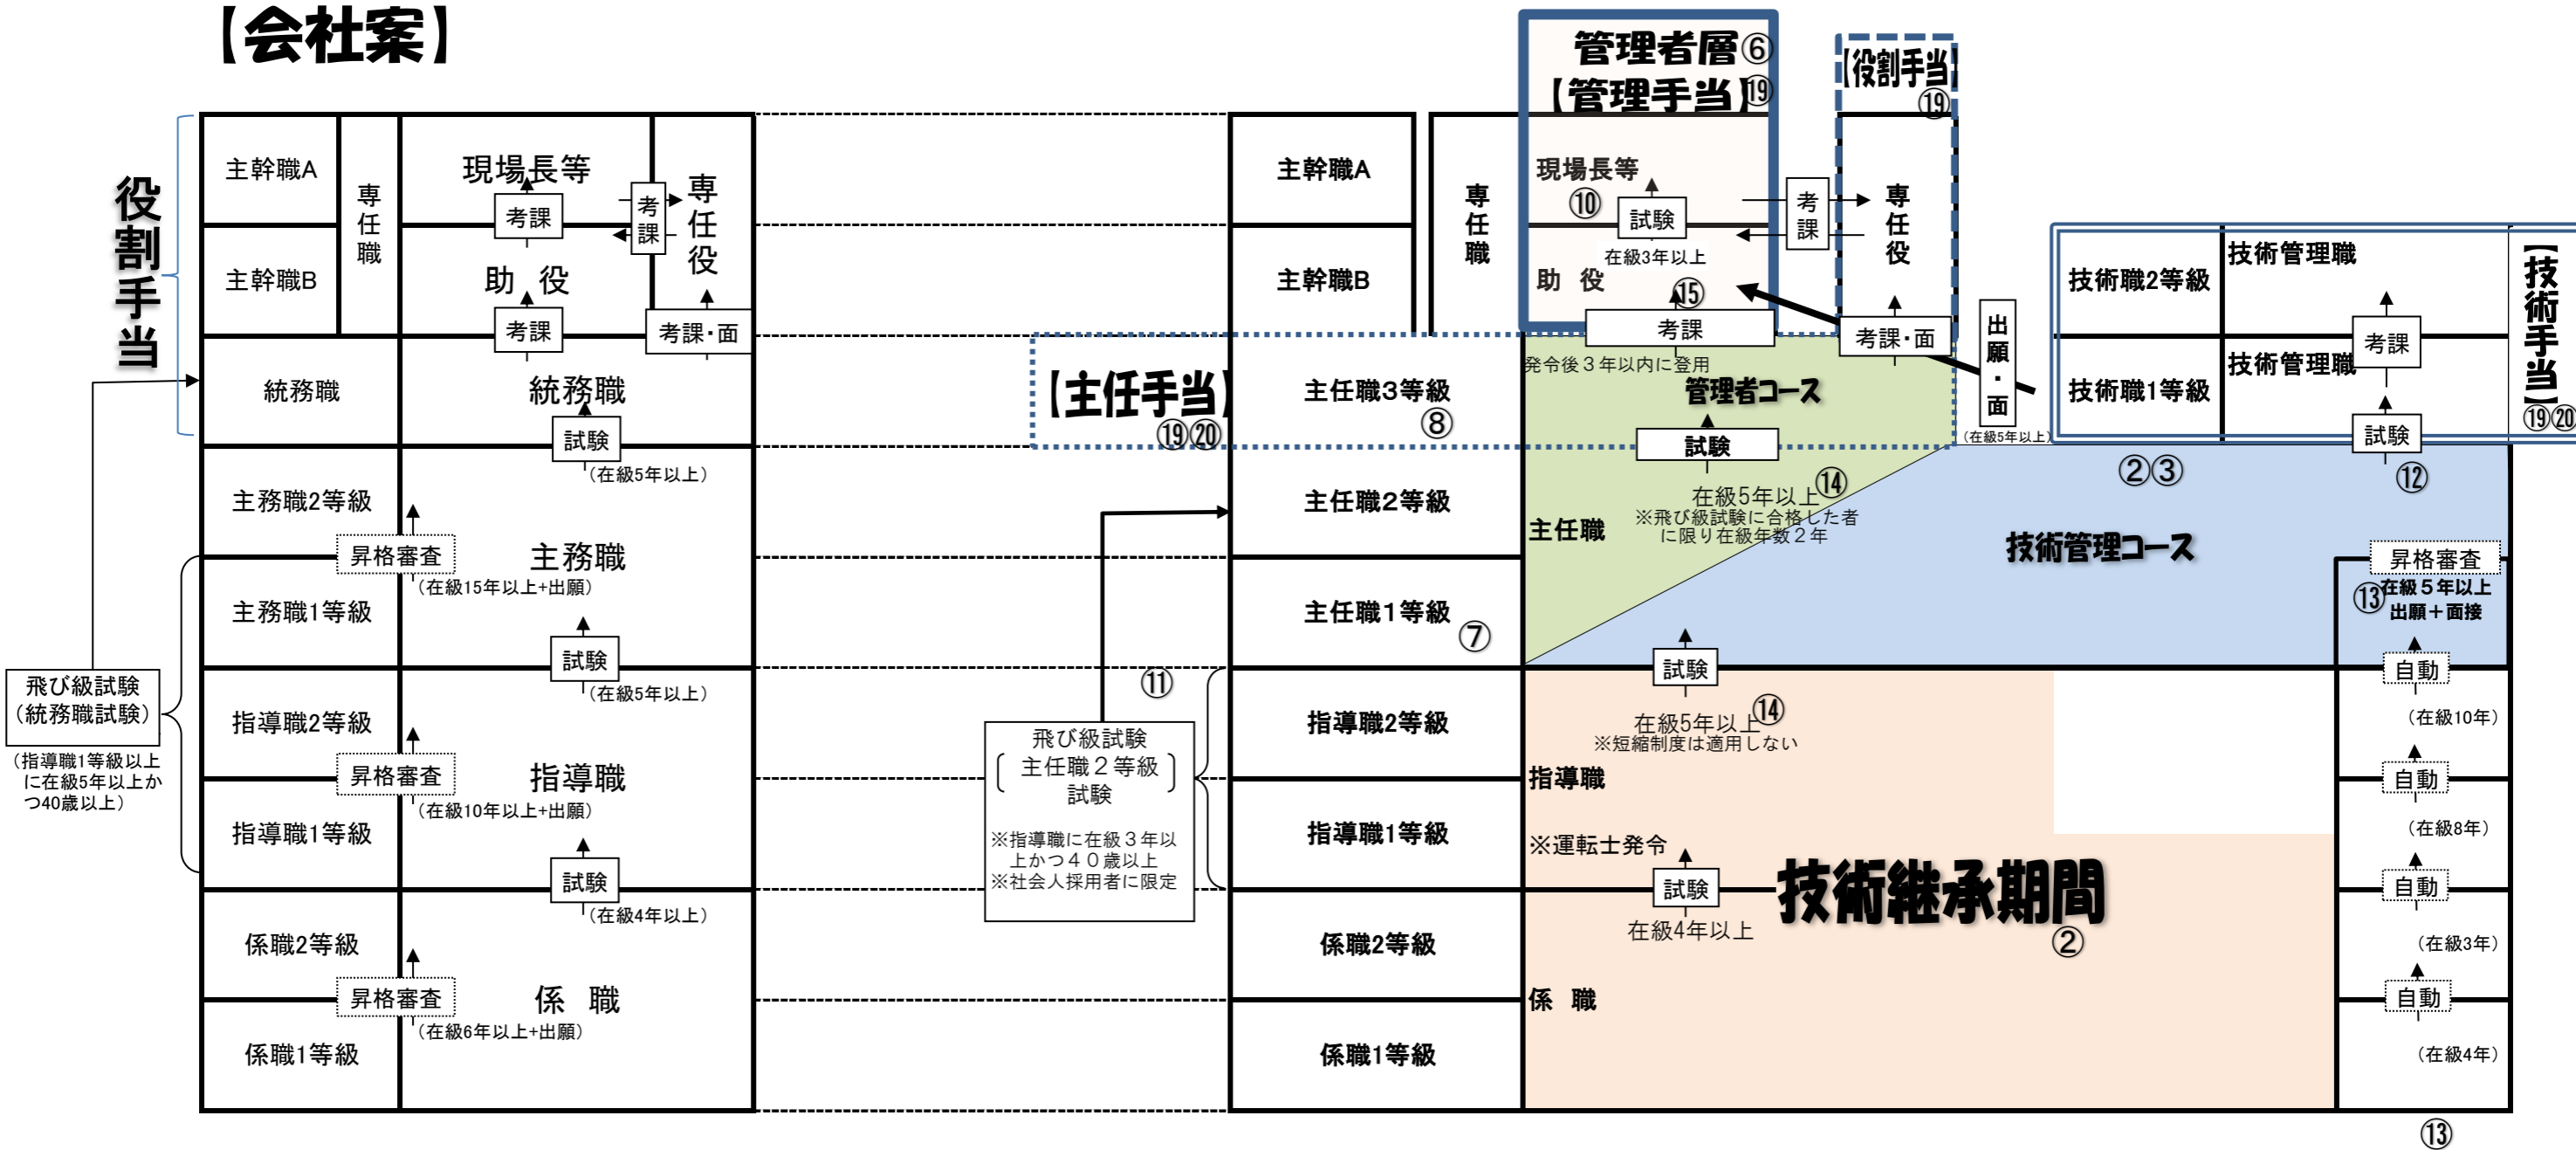 【会社案】
役割手当
主幹職A
主幹職B
専任職
現場長等
考課
考課
専任役
助 役
考課
考課・面
統務職
統務職
試験
(在級5年以上)
主務職2等級
昇格審査
主務職
(在級15年以上+出願)
主務職1等級
試験
(在級5年以上)
飛び級試験
(統務職試験)
(指導職1等級以上
に在級5年以上か
つ40歳以上)
指導職2等級
昇格審査
指導職
(在級10年以上+出願)
指導職1等級
試験
(在級4年以上)
係職2等級
昇格審査
係 職
(在級6年以上+出願)
係職1等級
管理者層⑥
【管理手当】⑲
【役割手当】
⑲
主幹職A
主幹職B
専任職
現場長等
⑩
試験
在級3年以上
助 役
⑮
考課
考課
専任役
考課・面
発令後3年以内に登用
管理者コース
【主任手当】
⑲⑳
主任職3等級
⑧
試験
出願・面
(在級5年以上)
技術職2等級
技術管理職
技術職1等級
技術管理職
考課
試験
【技術手当】
⑲⑳
②③
⑫
主任職2等級
在級5年以上
⑭
※飛び級試験に合格した者
に限り在級年数2年
主任職
技術管理コース
昇格審査
⑬
在級5年以上
出願+面接
主任職1等級
⑦
試験
自動
⑪
飛び級試験
主任職2等級
試験
※指導職に在級3年以
上かつ40歳以上
※社会人採用者に限定
指導職2等級
在級5年以上
⑭
※短縮制度は適用しない
(在級10年)
指導職
自動
指導職1等級
※運転士発令
(在級8年)
試験
技術継承期間
②
自動
在級4年以上
係職2等級
(在級3年)
係 職
自動
係職1等級
(在級4年)
⑬